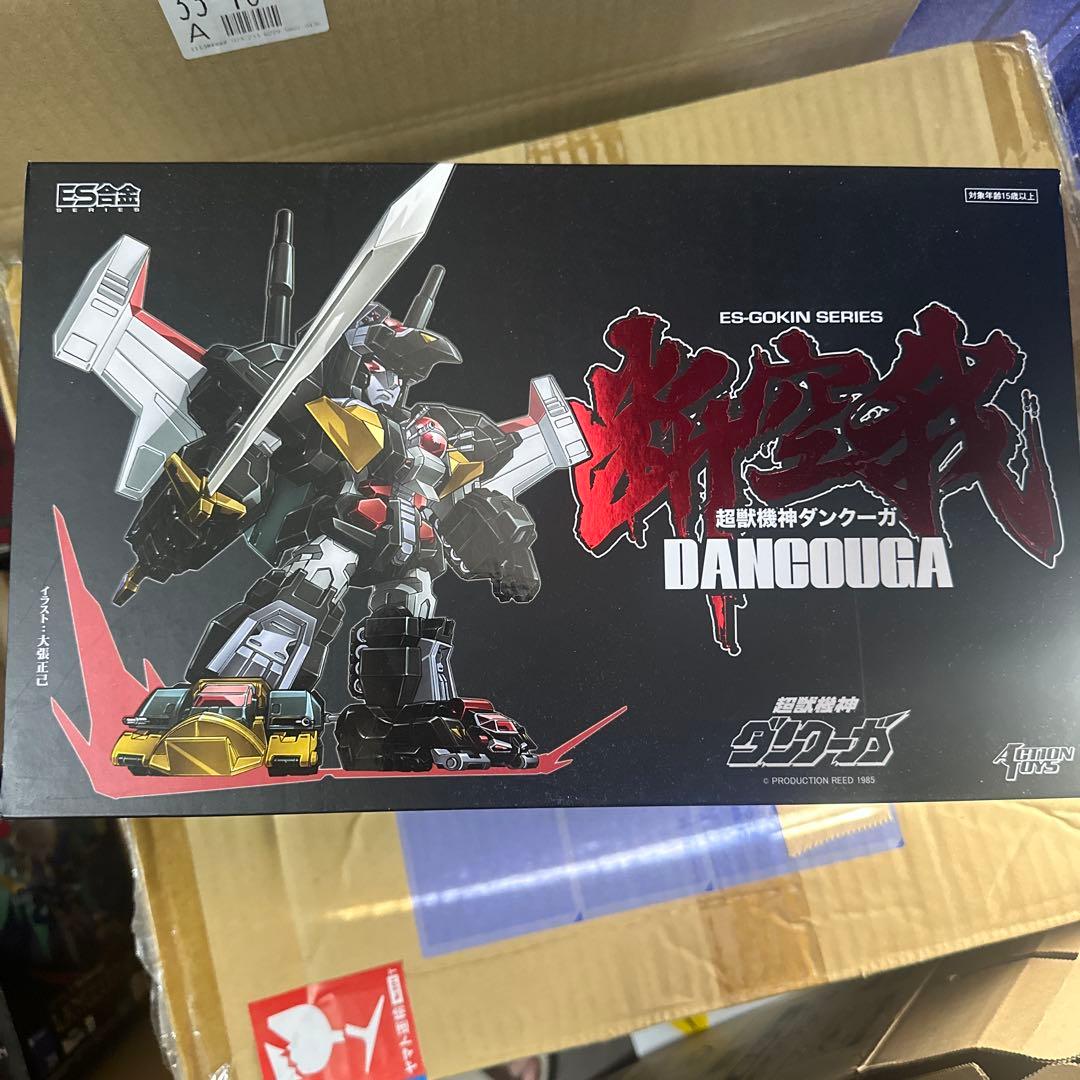 A
ES合金
SERIES
対象年齢15歳以上
ES-GOKIN SERIES
断空我
超獣機神ダンクーガ
DANCOUGA
イラスト：大張正己
超獣機神
ダンクーガ
© PRODUCTION REED 1985
ACTION
TOYS